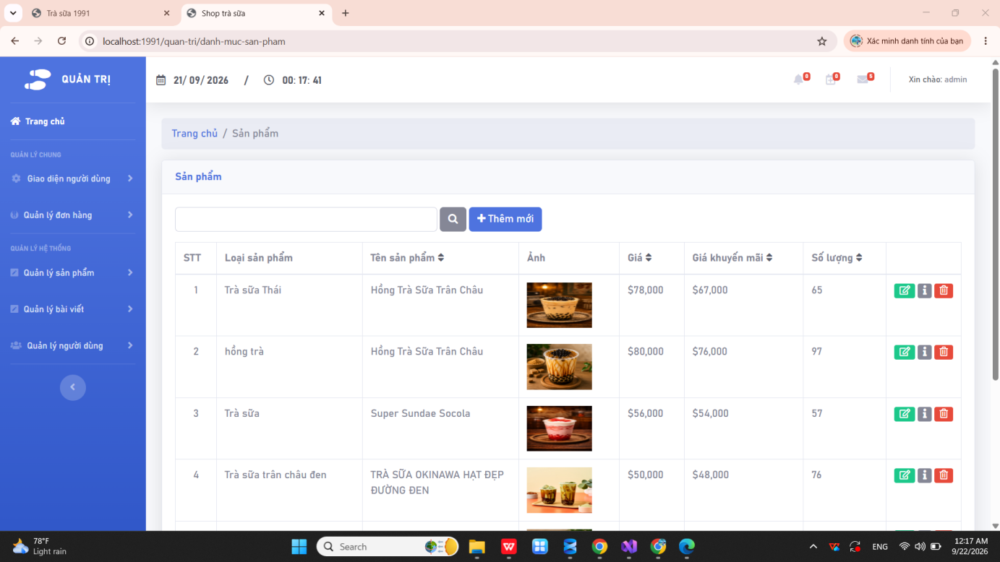 Trà sữa 1991
Shop trà sữa
localhost:1991/quan-tri/danh-muc-san-pham
Xác minh danh tính của bạn
QUẢN TRỊ
21/ 09/ 2026 / 00: 17: 41
0
0
6
Xin chào: admin
Trang chủ
QUẢN LÝ CHUNG
Giao diện người dùng
Quản lý đơn hàng
QUẢN LÝ HỆ THỐNG
Quản lý sản phẩm
Quản lý bài viết
Quản lý người dùng
Trang chủ / Sản phẩm
Sản phẩm
Thêm mới
STT Loại sản phẩm Tên sản phẩm Ảnh Giá Giá khuyến mãi Số lượng
1 Trà sữa Thái Hồng Trà Sữa Trân Châu $78,000 $67,000 65
2 hồng trà Hồng Trà Sữa Trân Châu $80,000 $76,000 97
3 Trà sữa Super Sundae Socola $56,000 $54,000 57
4 Trà sữa trân châu đen TRÀ SỮA OKINAWA HẠT ĐẸP $50,000 $48,000 76
ĐƯỜNG ĐEN
78°F
Light rain
Search
ENG
12:17 AM
9/22/2026